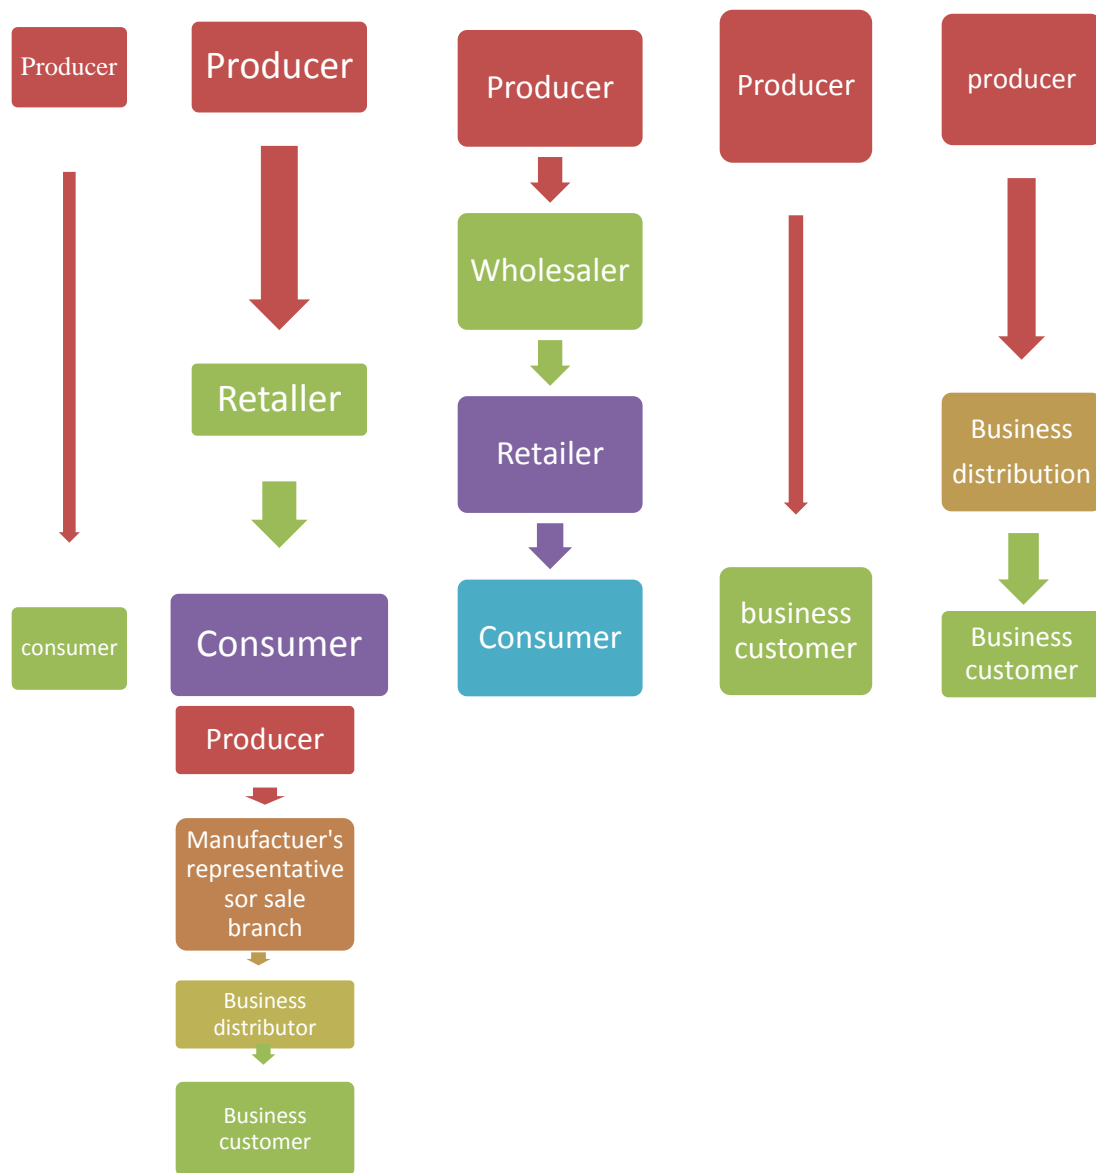 Producer
consumer
Producer
Retaller
Consumer
Producer
Wholesaler
Retailer
Consumer
Producer
business
customer
producer
Business
distribution
Business
customer
Producer
Manufactuer's
representative
sor sale
branch
Business
distributor
Business
customer